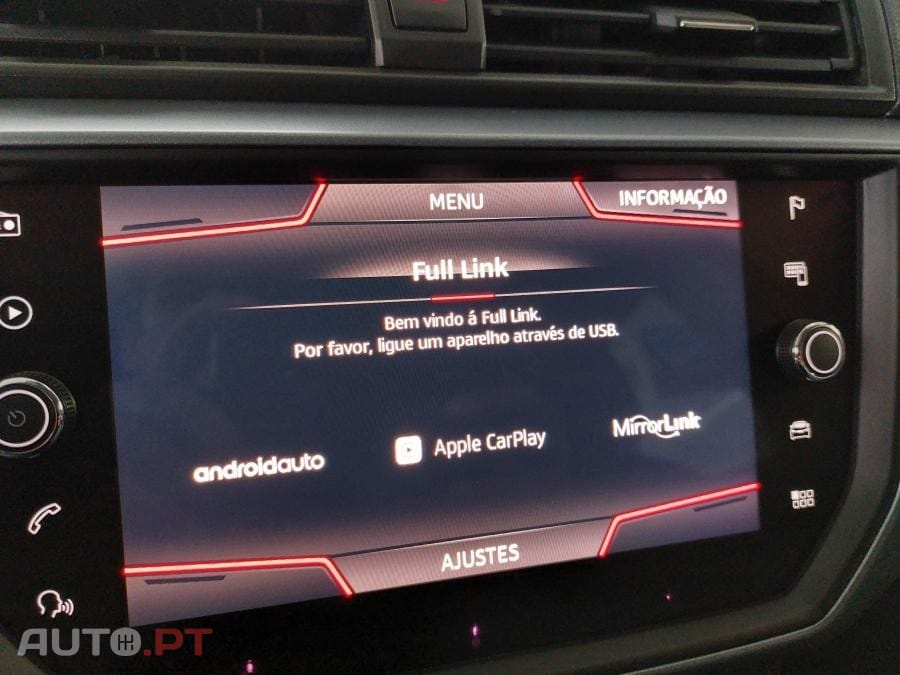 MENU
INFORMAÇÃO
Full Link
Bem vindo á Full Link.
Por favor, ligue um aparelho através de USB.
androidauto
Apple CarPlay
MirrorLink
AJUSTES
AUTO.PT